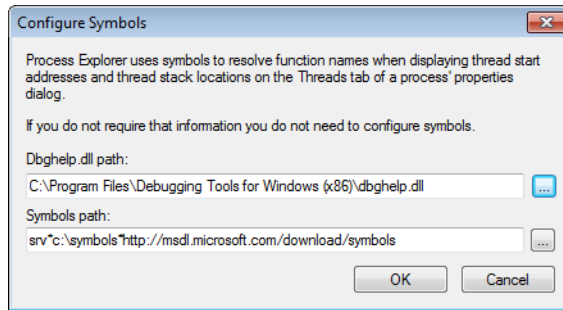 Configure Symbols
Process Explorer uses symbols to resolve function names when displaying thread start
addresses and thread stack locations on the Threads tab of a process' properties
dialog.
If you do not require that information you do not need to configure symbols.
Dbghelp.dll path:
C:\Program Files\Debugging Tools for Windows (x86)\dbghelp.dll
...
Symbols path:
srv*c:\symbols*http://msdl.microsoft.com/download/symbols
...
OK
Cancel